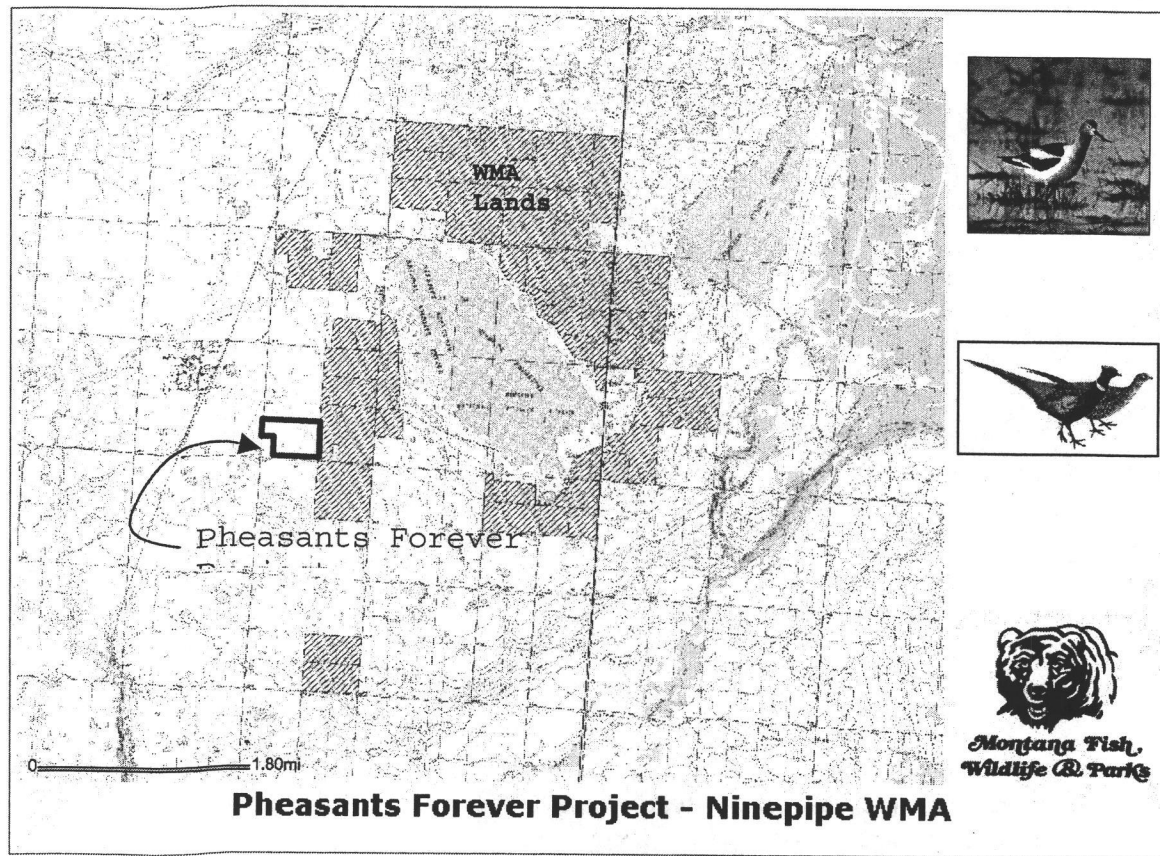 WMA
Lands
Pheasants Forever
0 1.80mi
Montana Fish,
Wildlife & Parks
Pheasants Forever Project - Ninepipe WMA